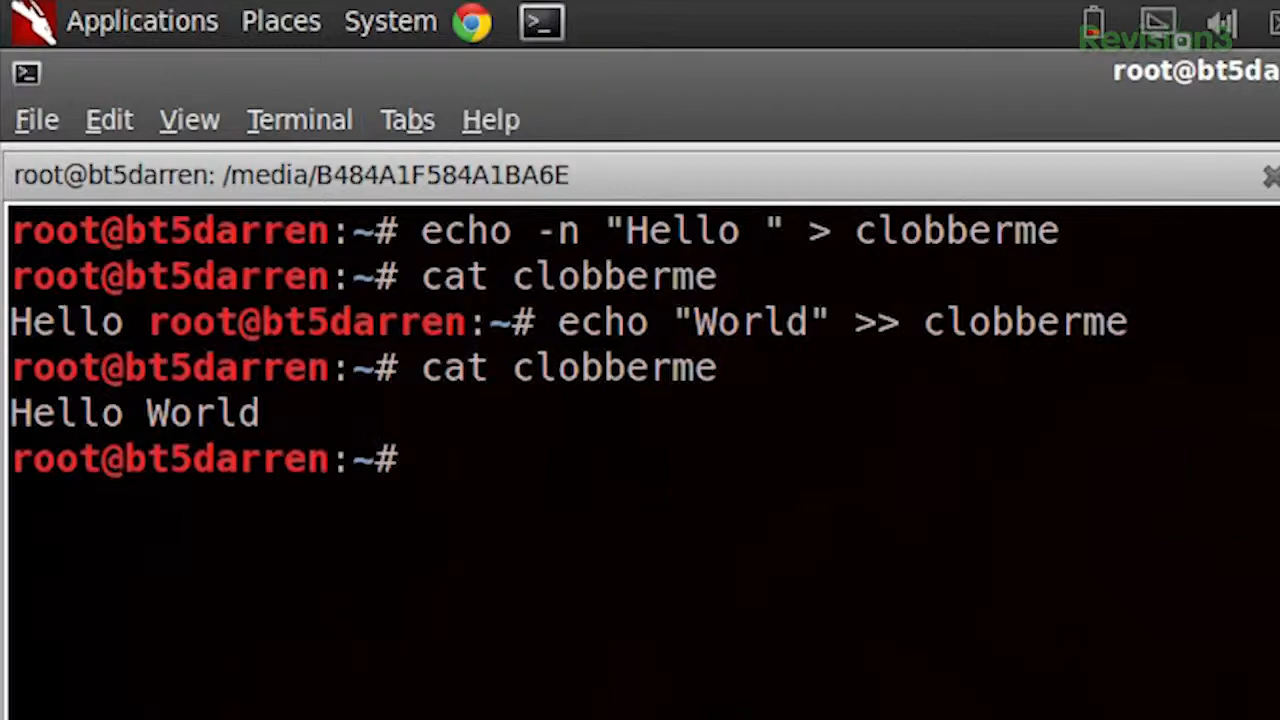 Applications Places System
Revision3
root@bt5da
File Edit View Terminal Tabs Help
root@bt5darren: /media/B484A1F584A1BA6E
root@bt5darren:~# echo -n "Hello " > clobberme
root@bt5darren:~# cat clobberme
Hello root@bt5darren:~# echo "World" >> clobberme
root@bt5darren:~# cat clobberme
Hello World
root@bt5darren:~#